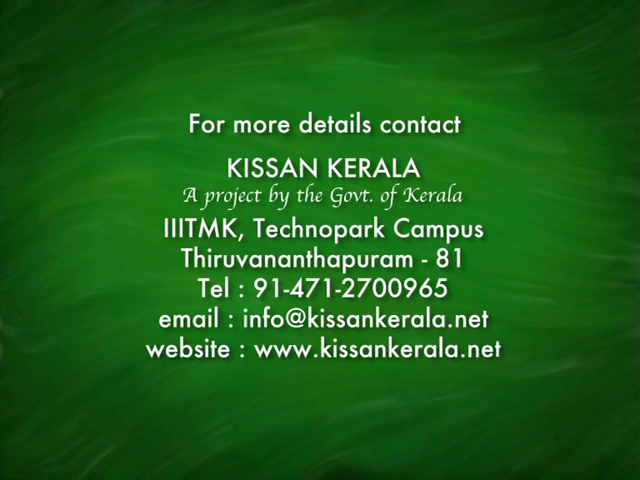 For more details contact
KISSAN KERALA
A project by the Govt. of Kerala
IIITMK, Technopark Campus
Thiruvananthapuram - 81
Tel : 91-471-2700965
email : info@kissankerala.net
website : www.kissankerala.net